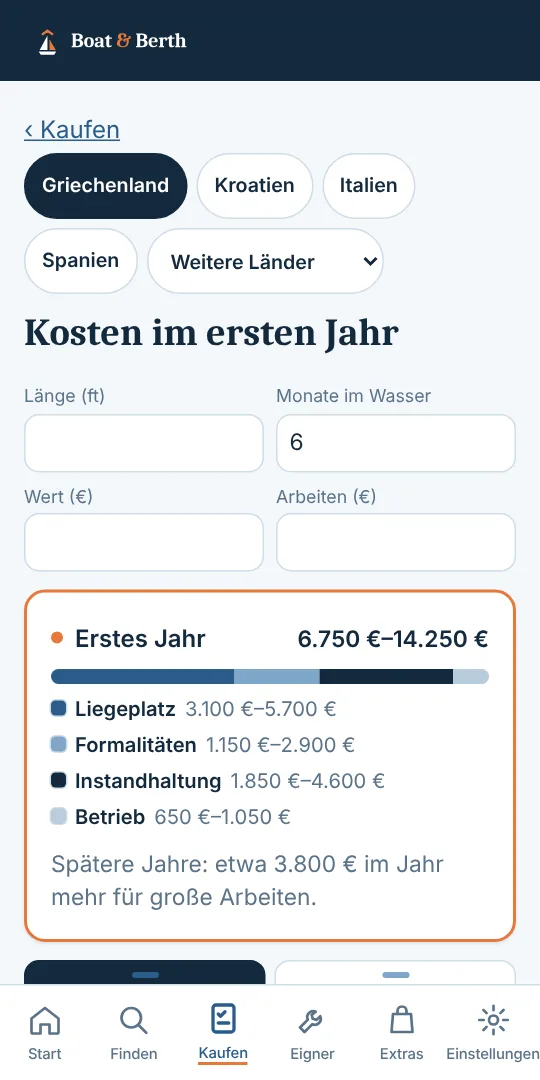 Boat & Berth
‹ Kaufen
Griechenland Kroatien Italien
Spanien Weitere Länder
Kosten im ersten Jahr
Länge (ft) Monate im Wasser
6
Wert (€) Arbeiten (€)
Erstes Jahr 6.750 €–14.250 €
Liegeplatz 3.100 €–5.700 €
Formalitäten 1.150 €–2.900 €
Instandhaltung 1.850 €–4.600 €
Betrieb 650 €–1.050 €
Spätere Jahre: etwa 3.800 € im Jahr
mehr für große Arbeiten.
Start Finden Kaufen Eigner Extras Einstellungen